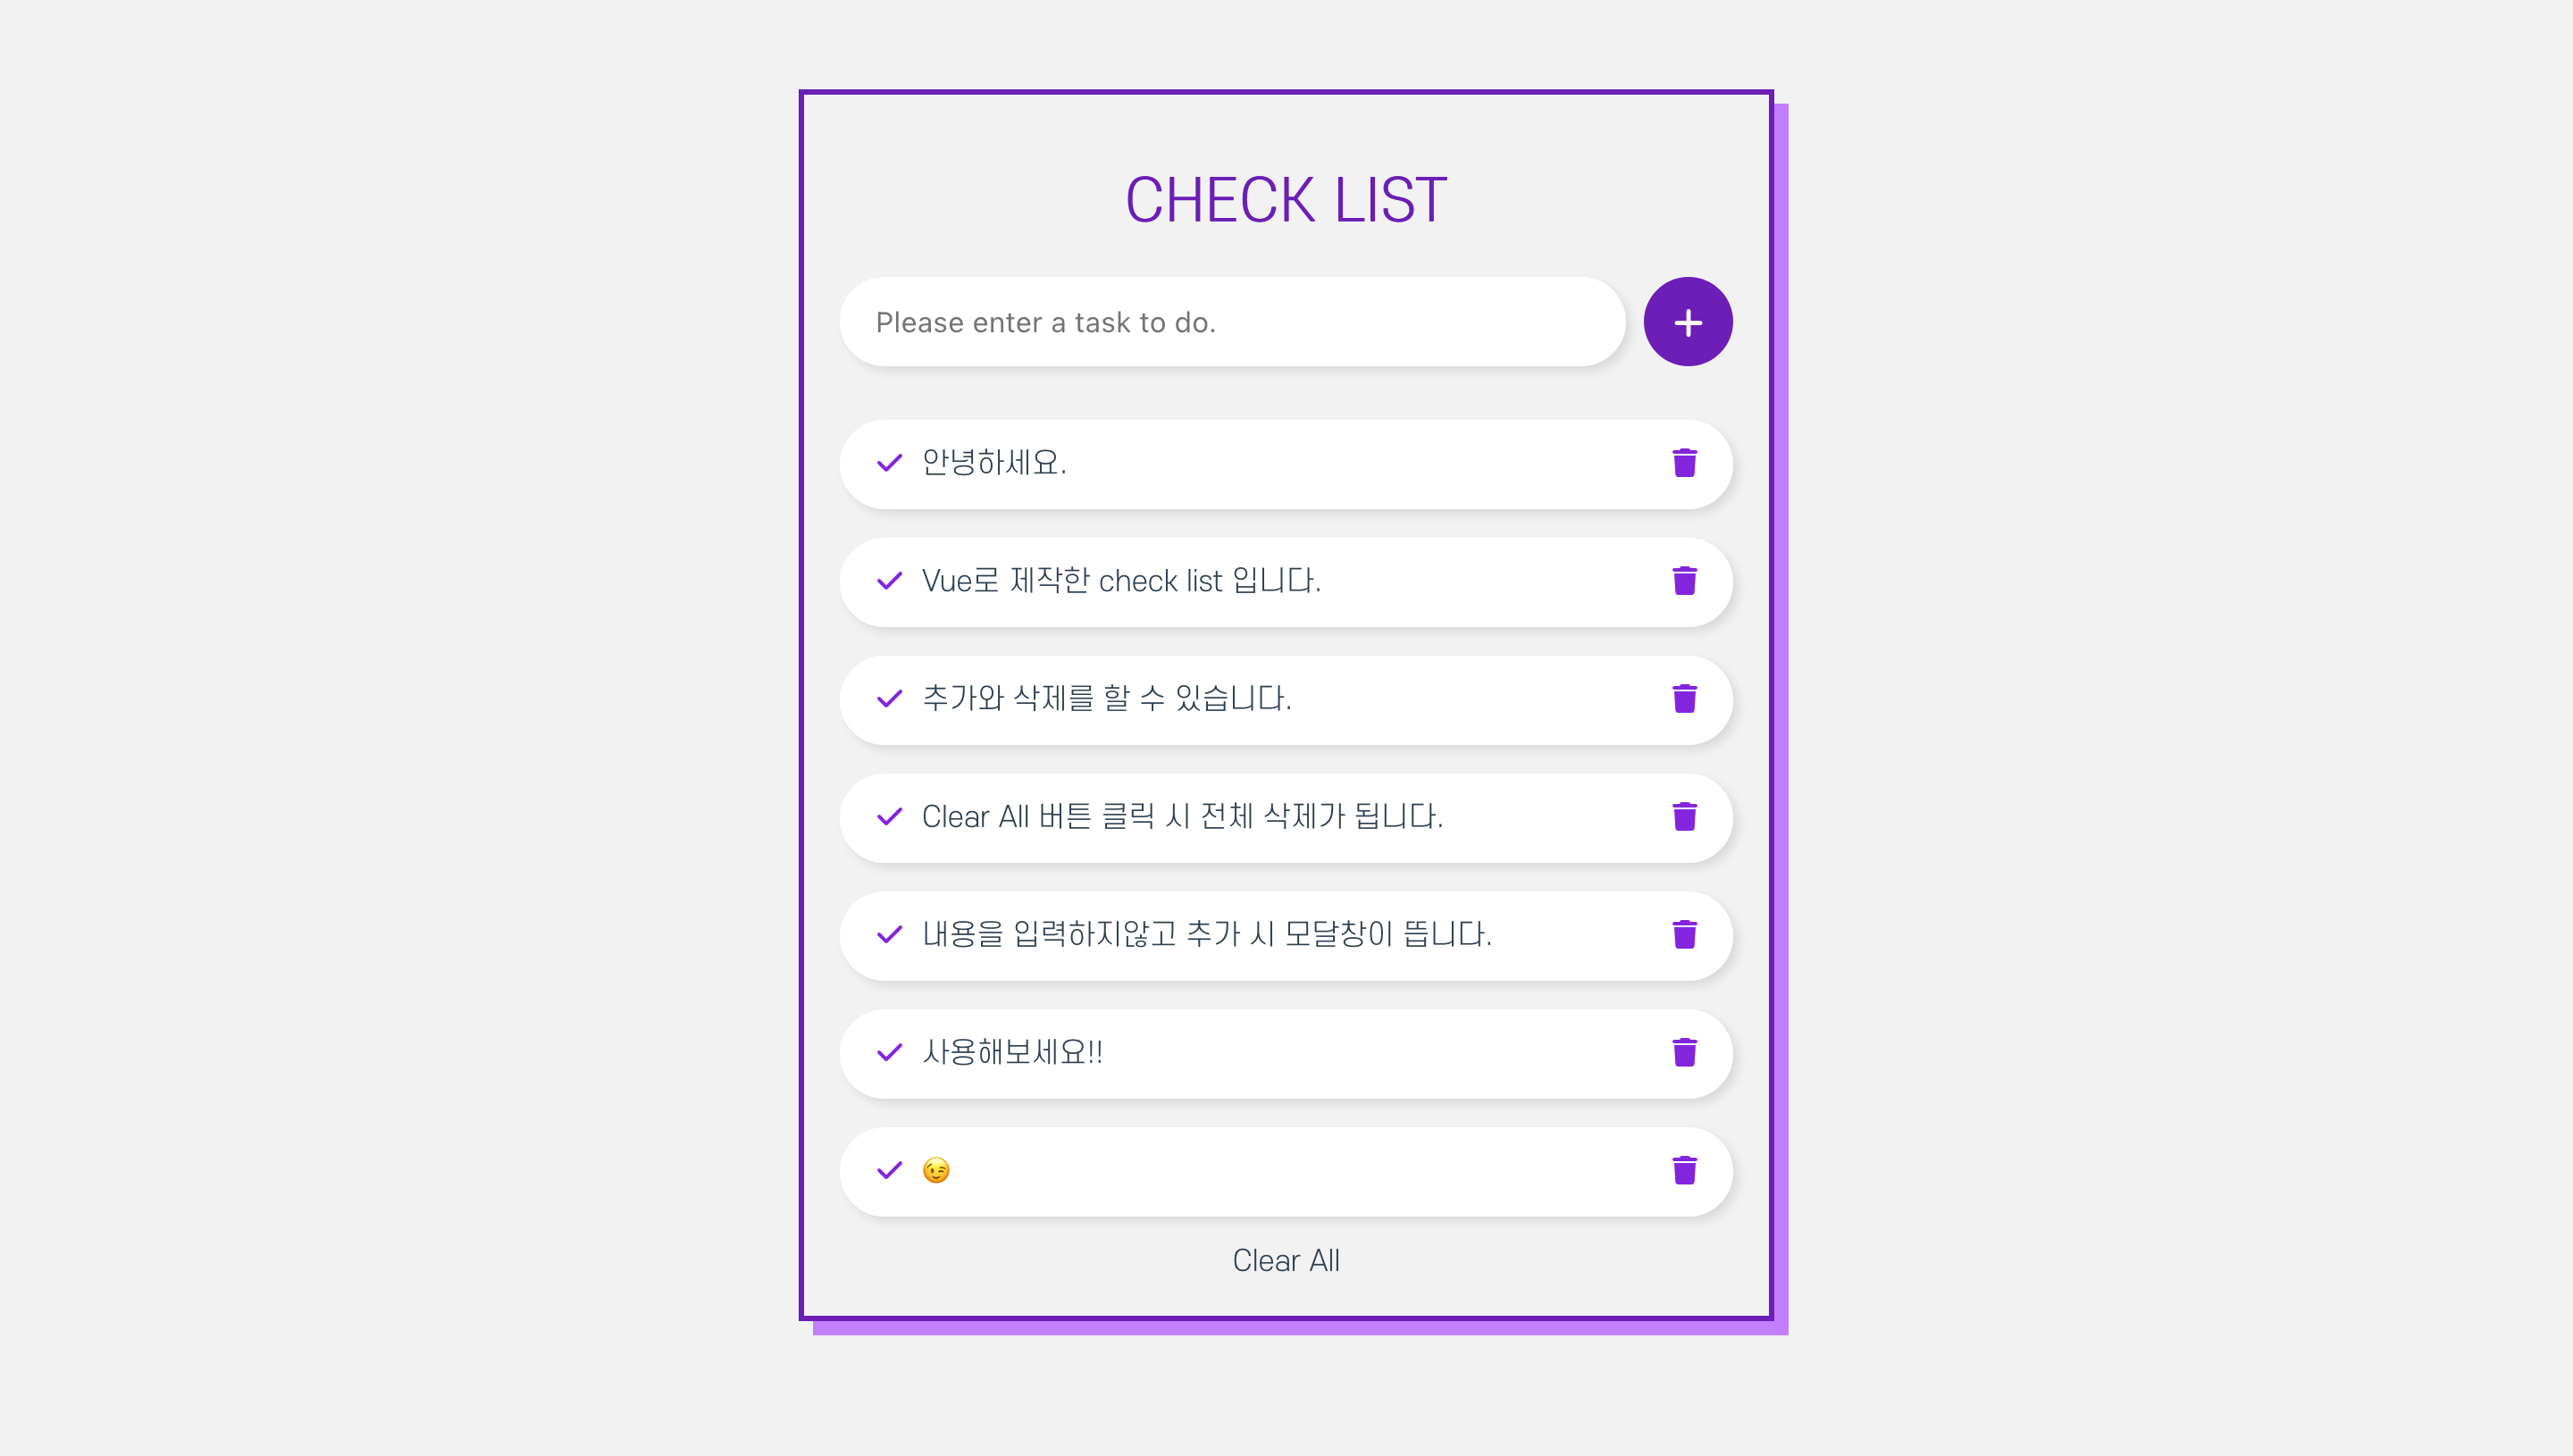 CHECK LIST
Please enter a task to do.
안녕하세요.
Vue로 제작한 check list 입니다.
추가와 삭제를 할 수 있습니다.
Clear All 버튼 클릭 시 전체 삭제가 됩니다.
내용을 입력하지않고 추가 시 모달창이 뜹니다.
사용해보세요!!
😉
Clear All